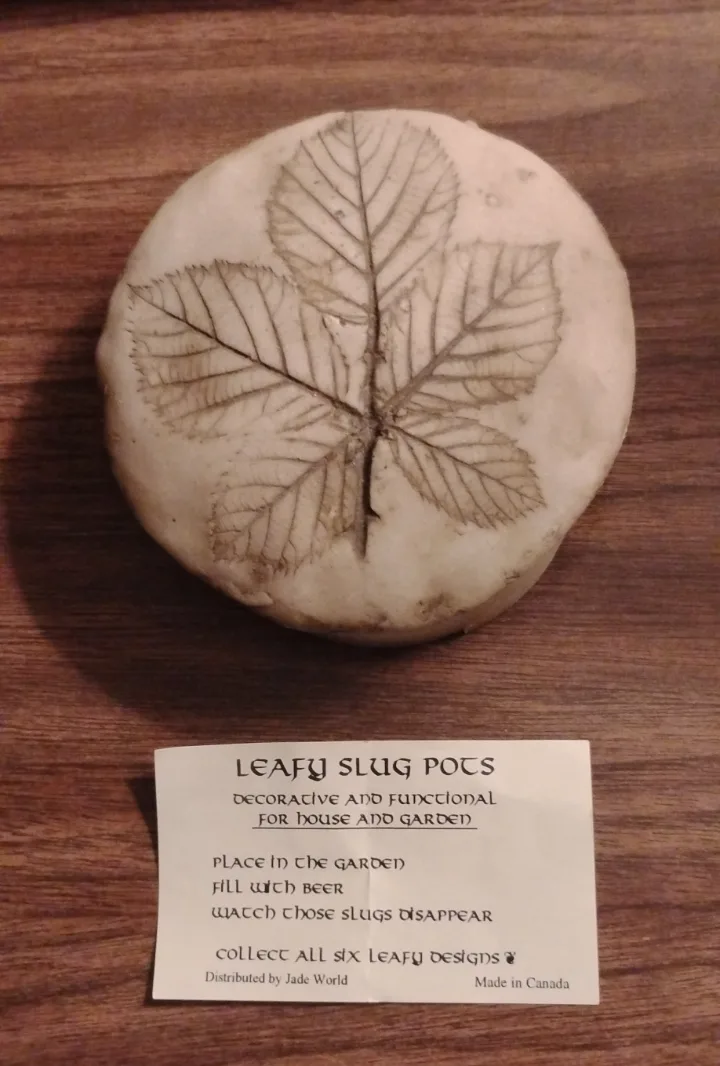 LEAFY SLUG POTS
DECORATIVE AND FUNCTIONAL
FOR HOUSE AND GARDEN
PLACE IN THE GARDEN
FILL WITH BEER
WATCH THOSE SLUGS DISAPPEAR
COLLECT ALL SIX LEAFY DESIGNS
Distributed by Jade World
Made in Canada